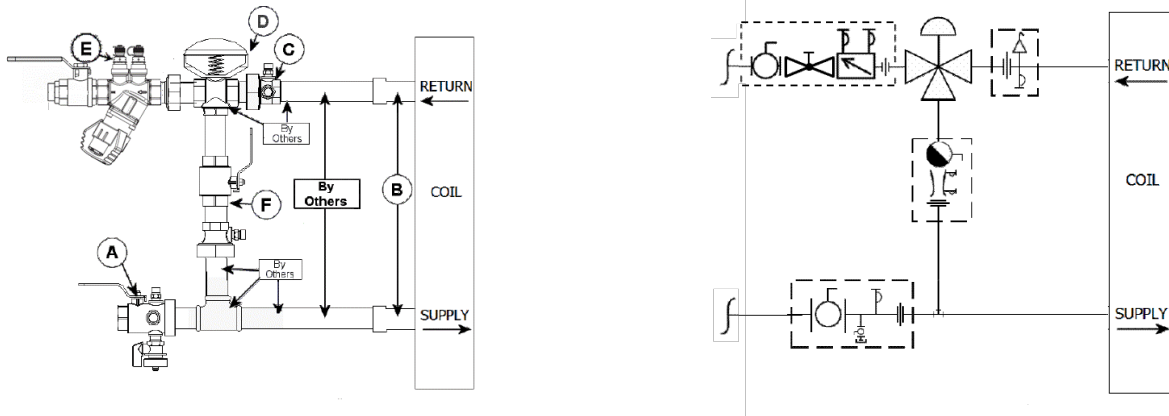 D
E
C
RETURN
By
Others
COIL
By
Others
B
F
A
By
Others
SUPPLY
RETURN
COIL
SUPPLY